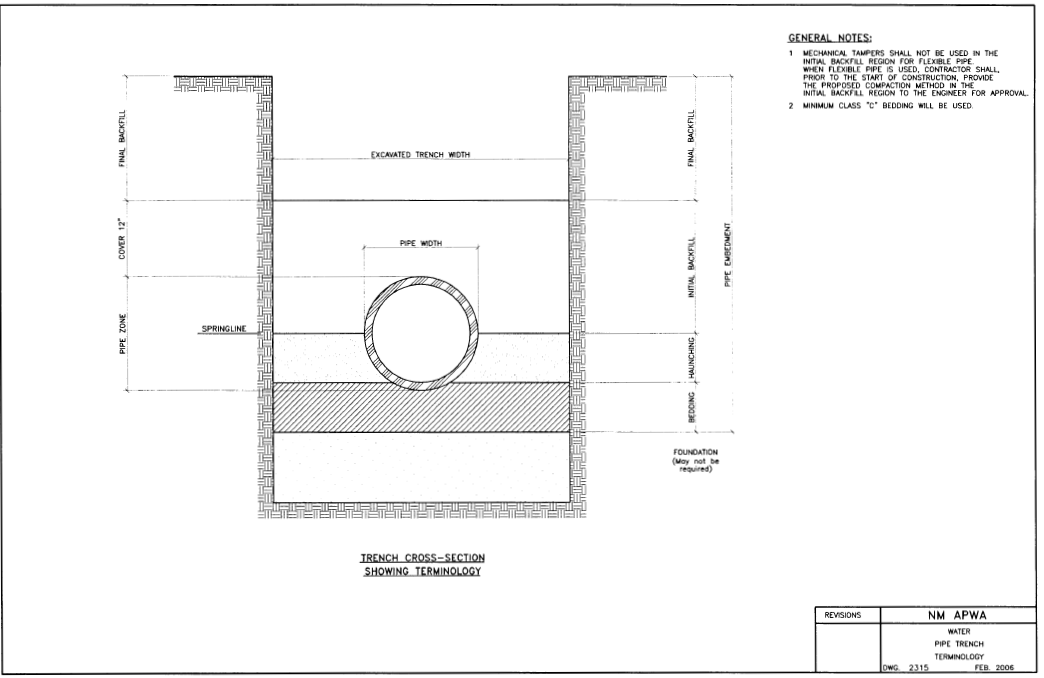 GENERAL NOTES:
1 MECHANICAL TAMPERS SHALL NOT BE USED IN THE
INITIAL BACKFILL REGION FOR FLEXIBLE PIPE.
WHEN FLEXIBLE PIPE IS USED, CONTRACTOR SHALL,
PRIOR TO THE START OF CONSTRUCTION, PROVIDE
THE PROPOSED COMPACTION METHOD IN THE
INITIAL BACKFILL REGION TO THE ENGINEER FOR APPROVAL.
2 MINIMUM CLASS "C" BEDDING WILL BE USED.
FINAL BACKFILL
COVER 12"
PIPE ZONE
EXCAVATED TRENCH WIDTH
PIPE WIDTH
SPRINGLINE
FINAL BACKFILL
INITIAL BACKFILL
HAUNCHING
BEDDING
PIPE EMBEDMENT
FOUNDATION
(May not be
required)
TRENCH CROSS-SECTION
SHOWING TERMINOLOGY
REVISIONS
NM APWA
WATER
PIPE TRENCH
TERMINOLOGY
DWG. 2315 FEB. 2006